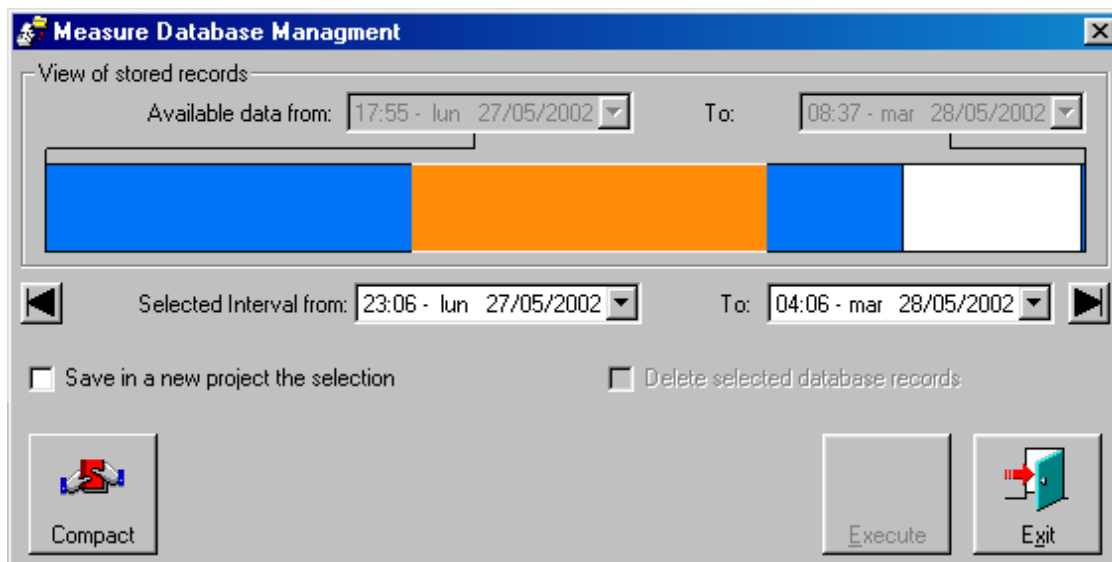 Measure Database Managment
View of stored records
Available data from: 17:55 - lun 27/05/2002 To: 08:37 - mar 28/05/2002
Selected Interval from: 23:06 - lun 27/05/2002 To: 04:06 - mar 28/05/2002
Save in a new project the selection Delete selected database records
Compact Execute Exit